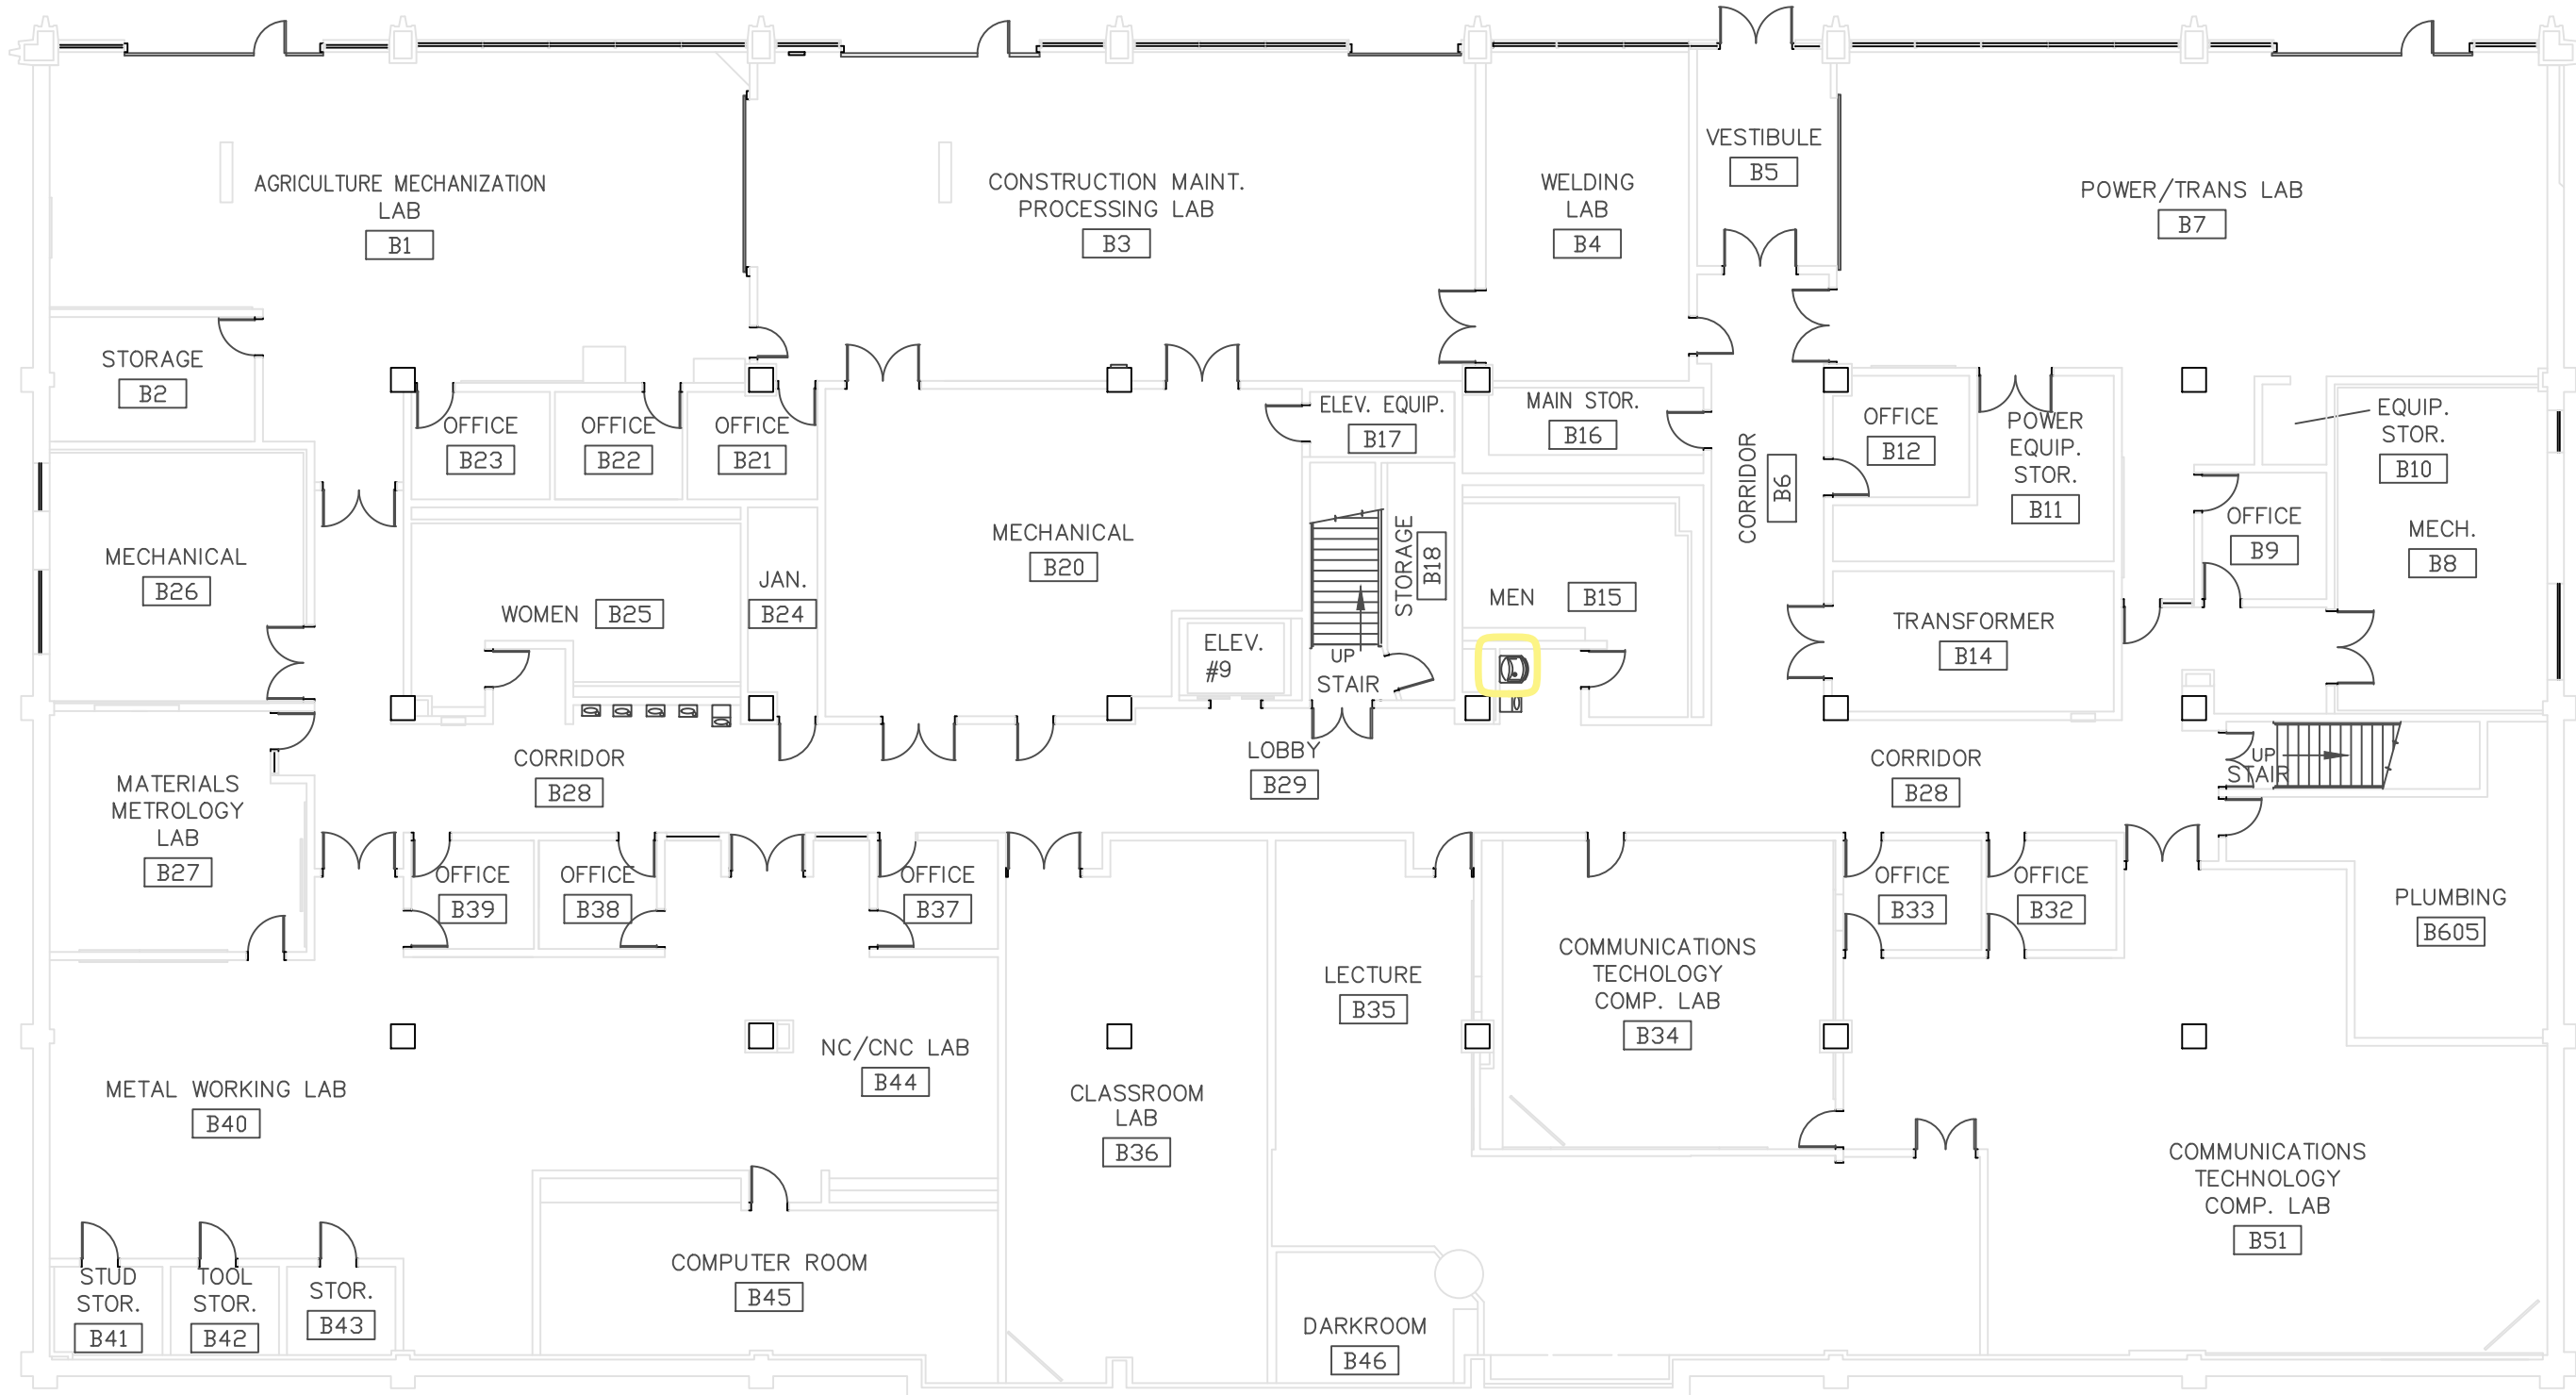 AGRICULTURE MECHANIZATION
LAB
B1
CONSTRUCTION MAINT.
PROCESSING LAB
B3
WELDING
LAB
B4
VESTIBULE
B5
POWER/TRANS LAB
B7
STORAGE
B2
OFFICE
B23
OFFICE
B22
OFFICE
B21
ELEV. EQUIP.
B17
MAIN STOR.
B16
CORRIDOR
B6
OFFICE
B12
POWER
EQUIP.
STOR.
B11
EQUIP.
STOR.
B10
OFFICE
B9
MECH.
B8
MECHANICAL
B26
WOMEN B25
JAN.
B24
MECHANICAL
B20
ELEV.
#9
STORAGE
B18
UP
STAIR
MEN B15
TRANSFORMER
B14
MATERIALS
METROLOGY
LAB
B27
CORRIDOR
B28
LOBBY
B29
CORRIDOR
B28
UP
STAIR
OFFICE
B39
OFFICE
B38
OFFICE
B37
OFFICE
B33
OFFICE
B32
PLUMBING
B605
LECTURE
B35
COMMUNICATIONS
TECHOLOGY
COMP. LAB
B34
METAL WORKING LAB
B40
NC/CNC LAB
B44
CLASSROOM
LAB
B36
COMMUNICATIONS
TECHNOLOGY
COMP. LAB
B51
STUD
STOR.
B41
TOOL
STOR.
B42
STOR.
B43
COMPUTER ROOM
B45
DARKROOM
B46